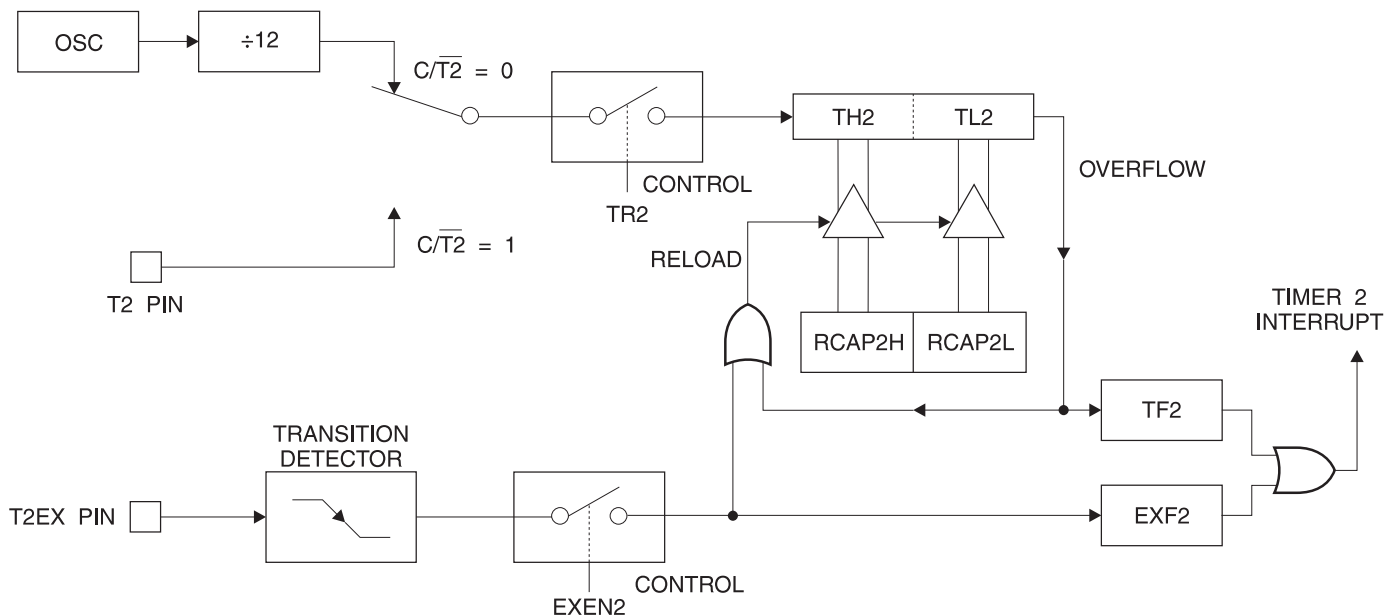 OSC
÷12
C/T2̅ = 0
TH2
TL2
OVERFLOW
CONTROL
TR2
C/T2̅ = 1
RELOAD
T2 PIN
TIMER 2
INTERRUPT
RCAP2H
RCAP2L
TF2
TRANSITION
DETECTOR
T2EX PIN
EXF2
CONTROL
EXEN2